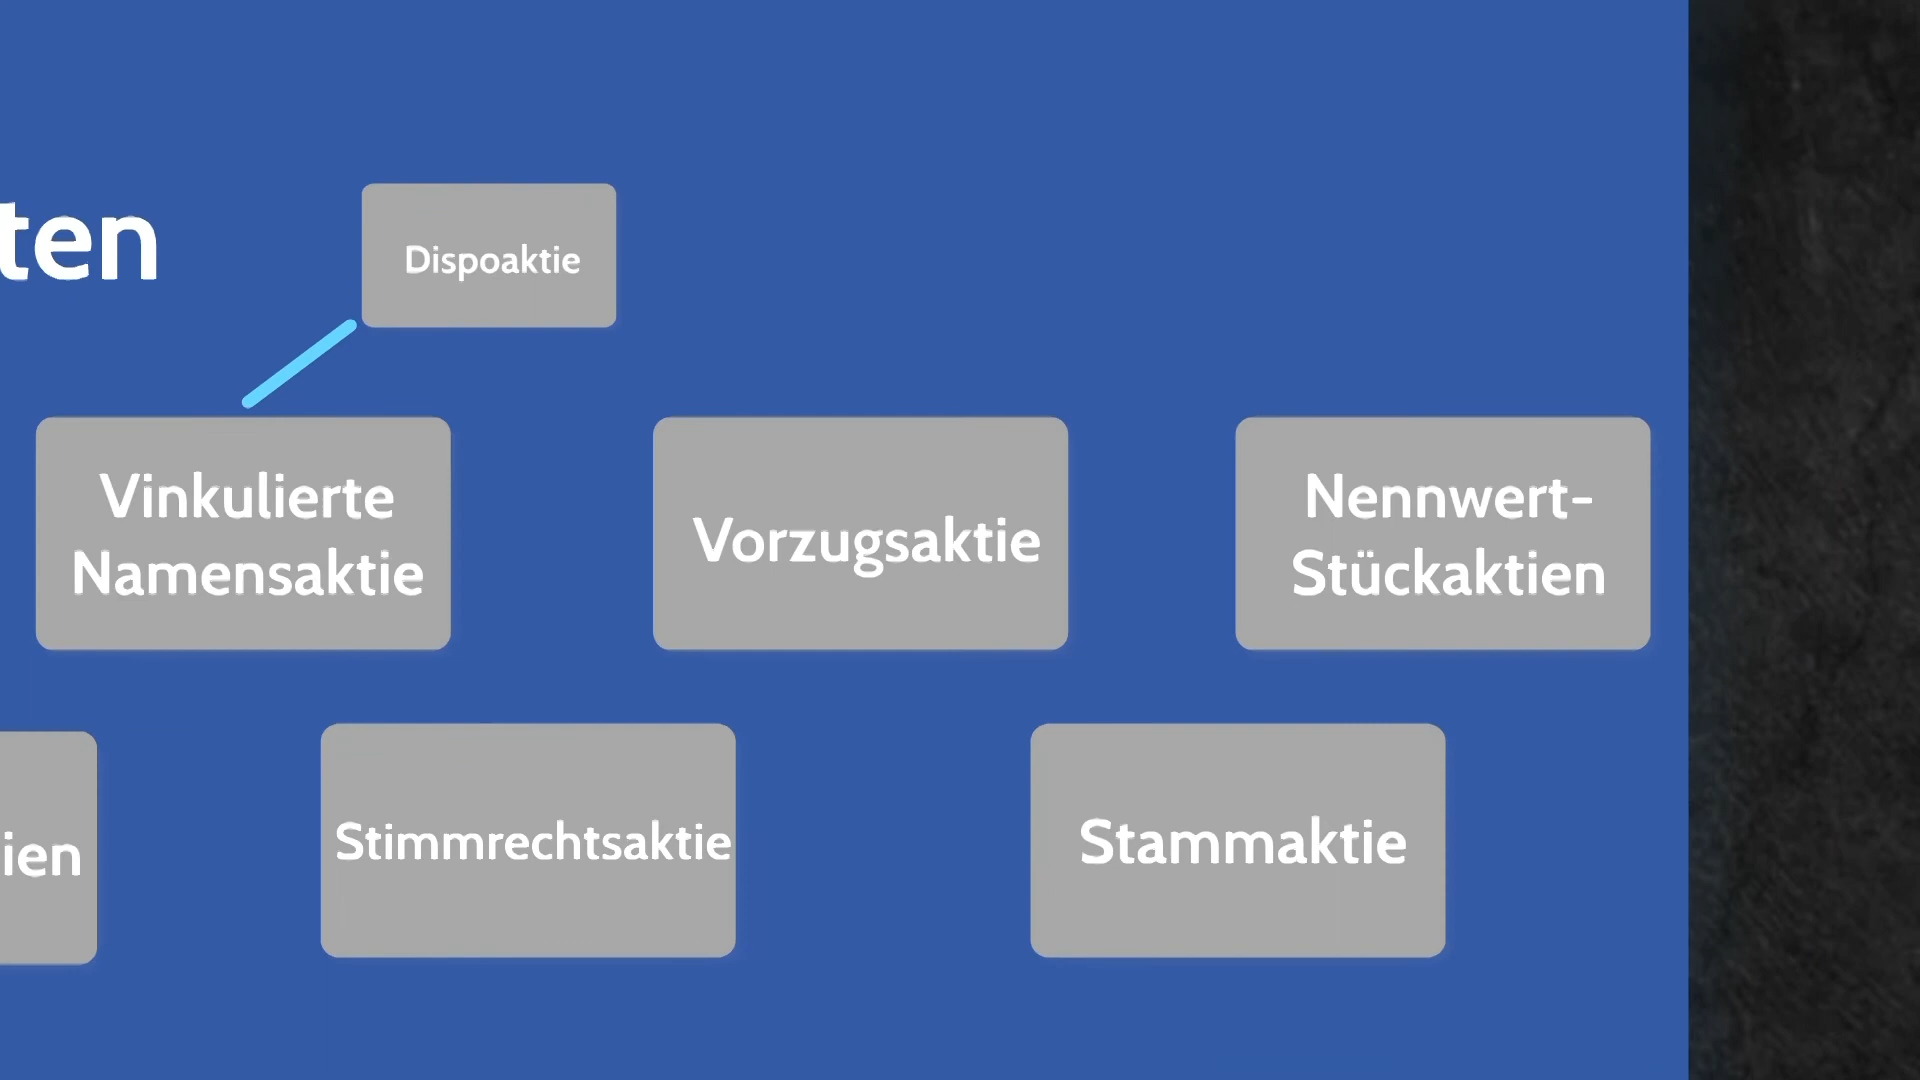 ten
Dispoaktie
Vinkulierte
Namensaktie
Vorzugsaktie
Nennwert-
Stückaktien
ien
Stimmrechtsaktie
Stammaktie